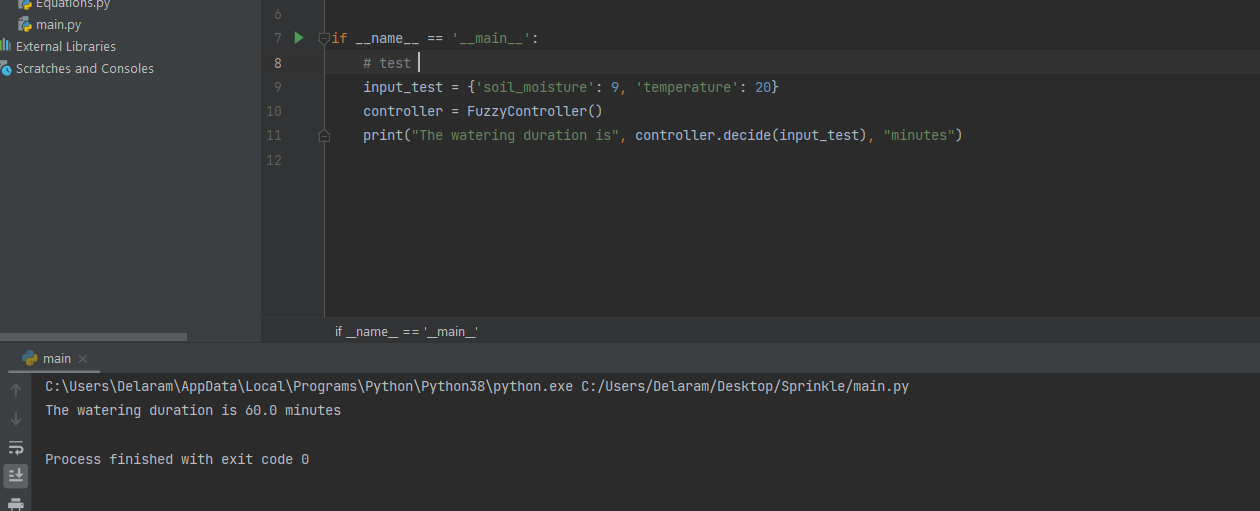 Equations.py
main.py
External Libraries
Scratches and Consoles
6
7 if __name__ == '__main__':
8 # test
9 input_test = {'soil_moisture': 9, 'temperature': 20}
10 controller = FuzzyController()
11 print("The watering duration is", controller.decide(input_test), "minutes")
12
if __name__ == '__main__'
main
C:\Users\Delaram\AppData\Local\Programs\Python\Python38\python.exe C:/Users/Delaram/Desktop/Sprinkle/main.py
The watering duration is 60.0 minutes
Process finished with exit code 0